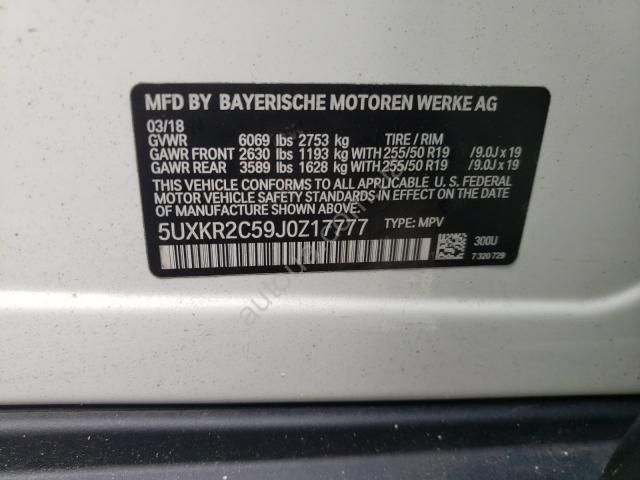 MFD BY BAYERISCHE MOTOREN WERKE AG
03/18
GVWR 6069 lbs 2753 kg TIRE / RIM
GAWR FRONT 2630 lbs 1193 kg WITH 255/50 R19 /9.0J x 19
GAWR REAR 3589 lbs 1628 kg WITH 255/50 R19 /9.0J x 19
THIS VEHICLE CONFORMS TO ALL APPLICABLE U. S. FEDERAL
MOTOR VEHICLE SAFETY STANDARDS IN EFFECT ON THE DATE
OF MANUFACTURE SHOWN ABOVE.
5UXKR2C59J0Z17777 TYPE: MPV
300U
7 320 729